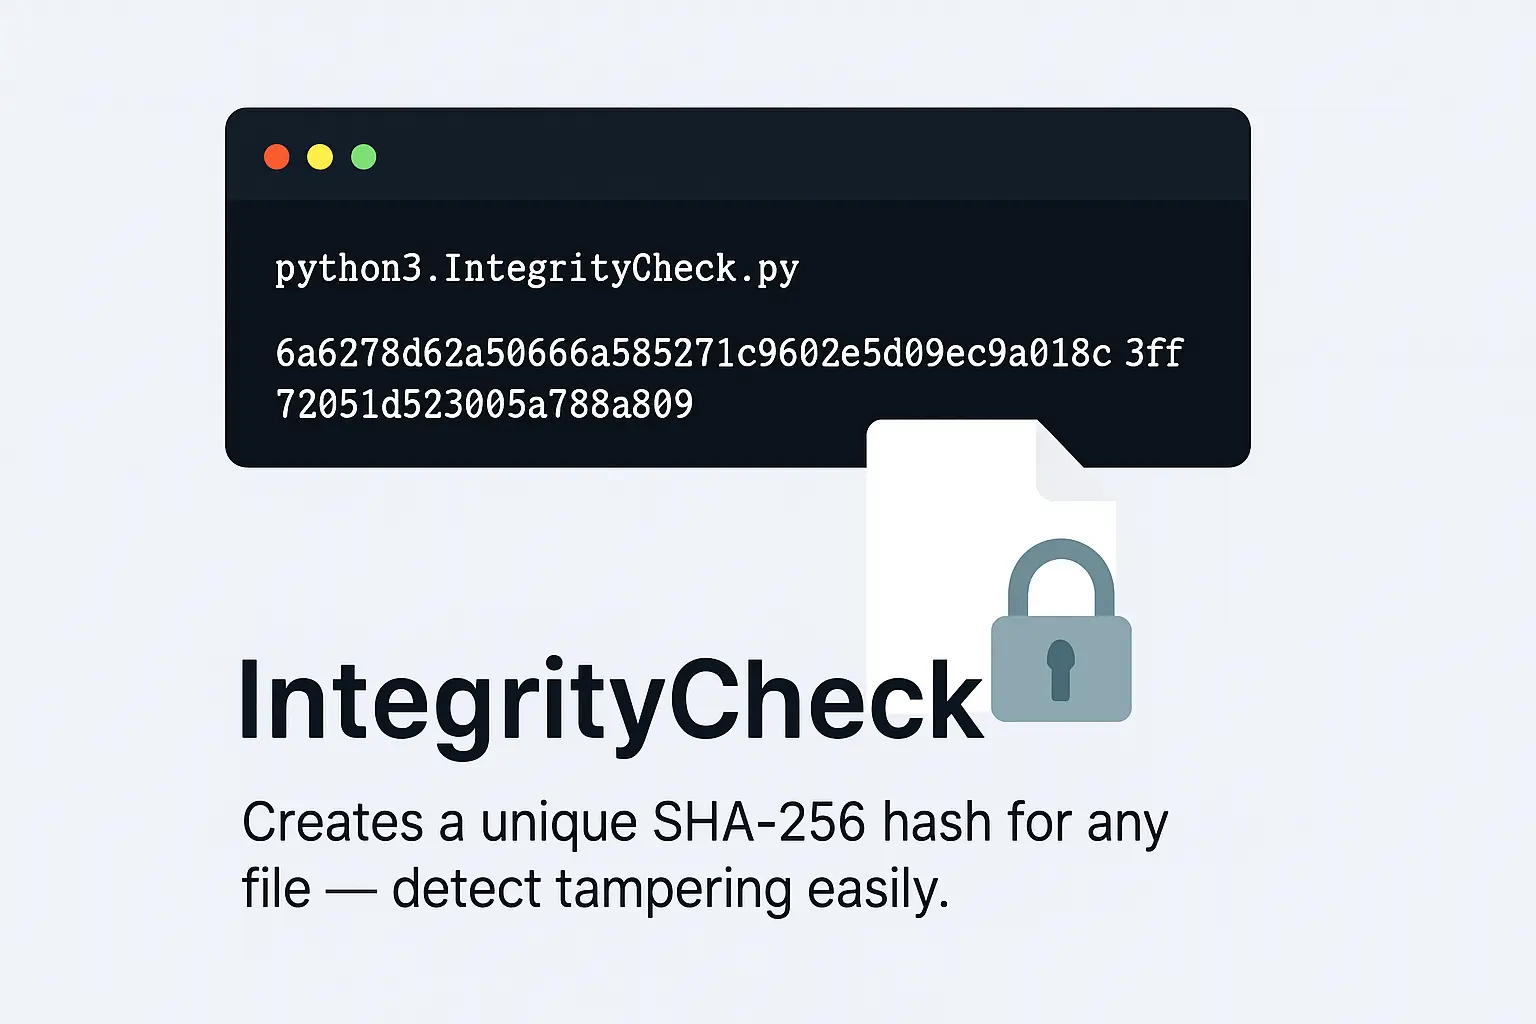 python3.IntegrityCheck.py
6a6278d62a50666a585271c9602e5d09ec9a018c 3ff
72051d523005a788a809
IntegrityCheck
Creates a unique SHA-256 hash for any
file — detect tampering easily.